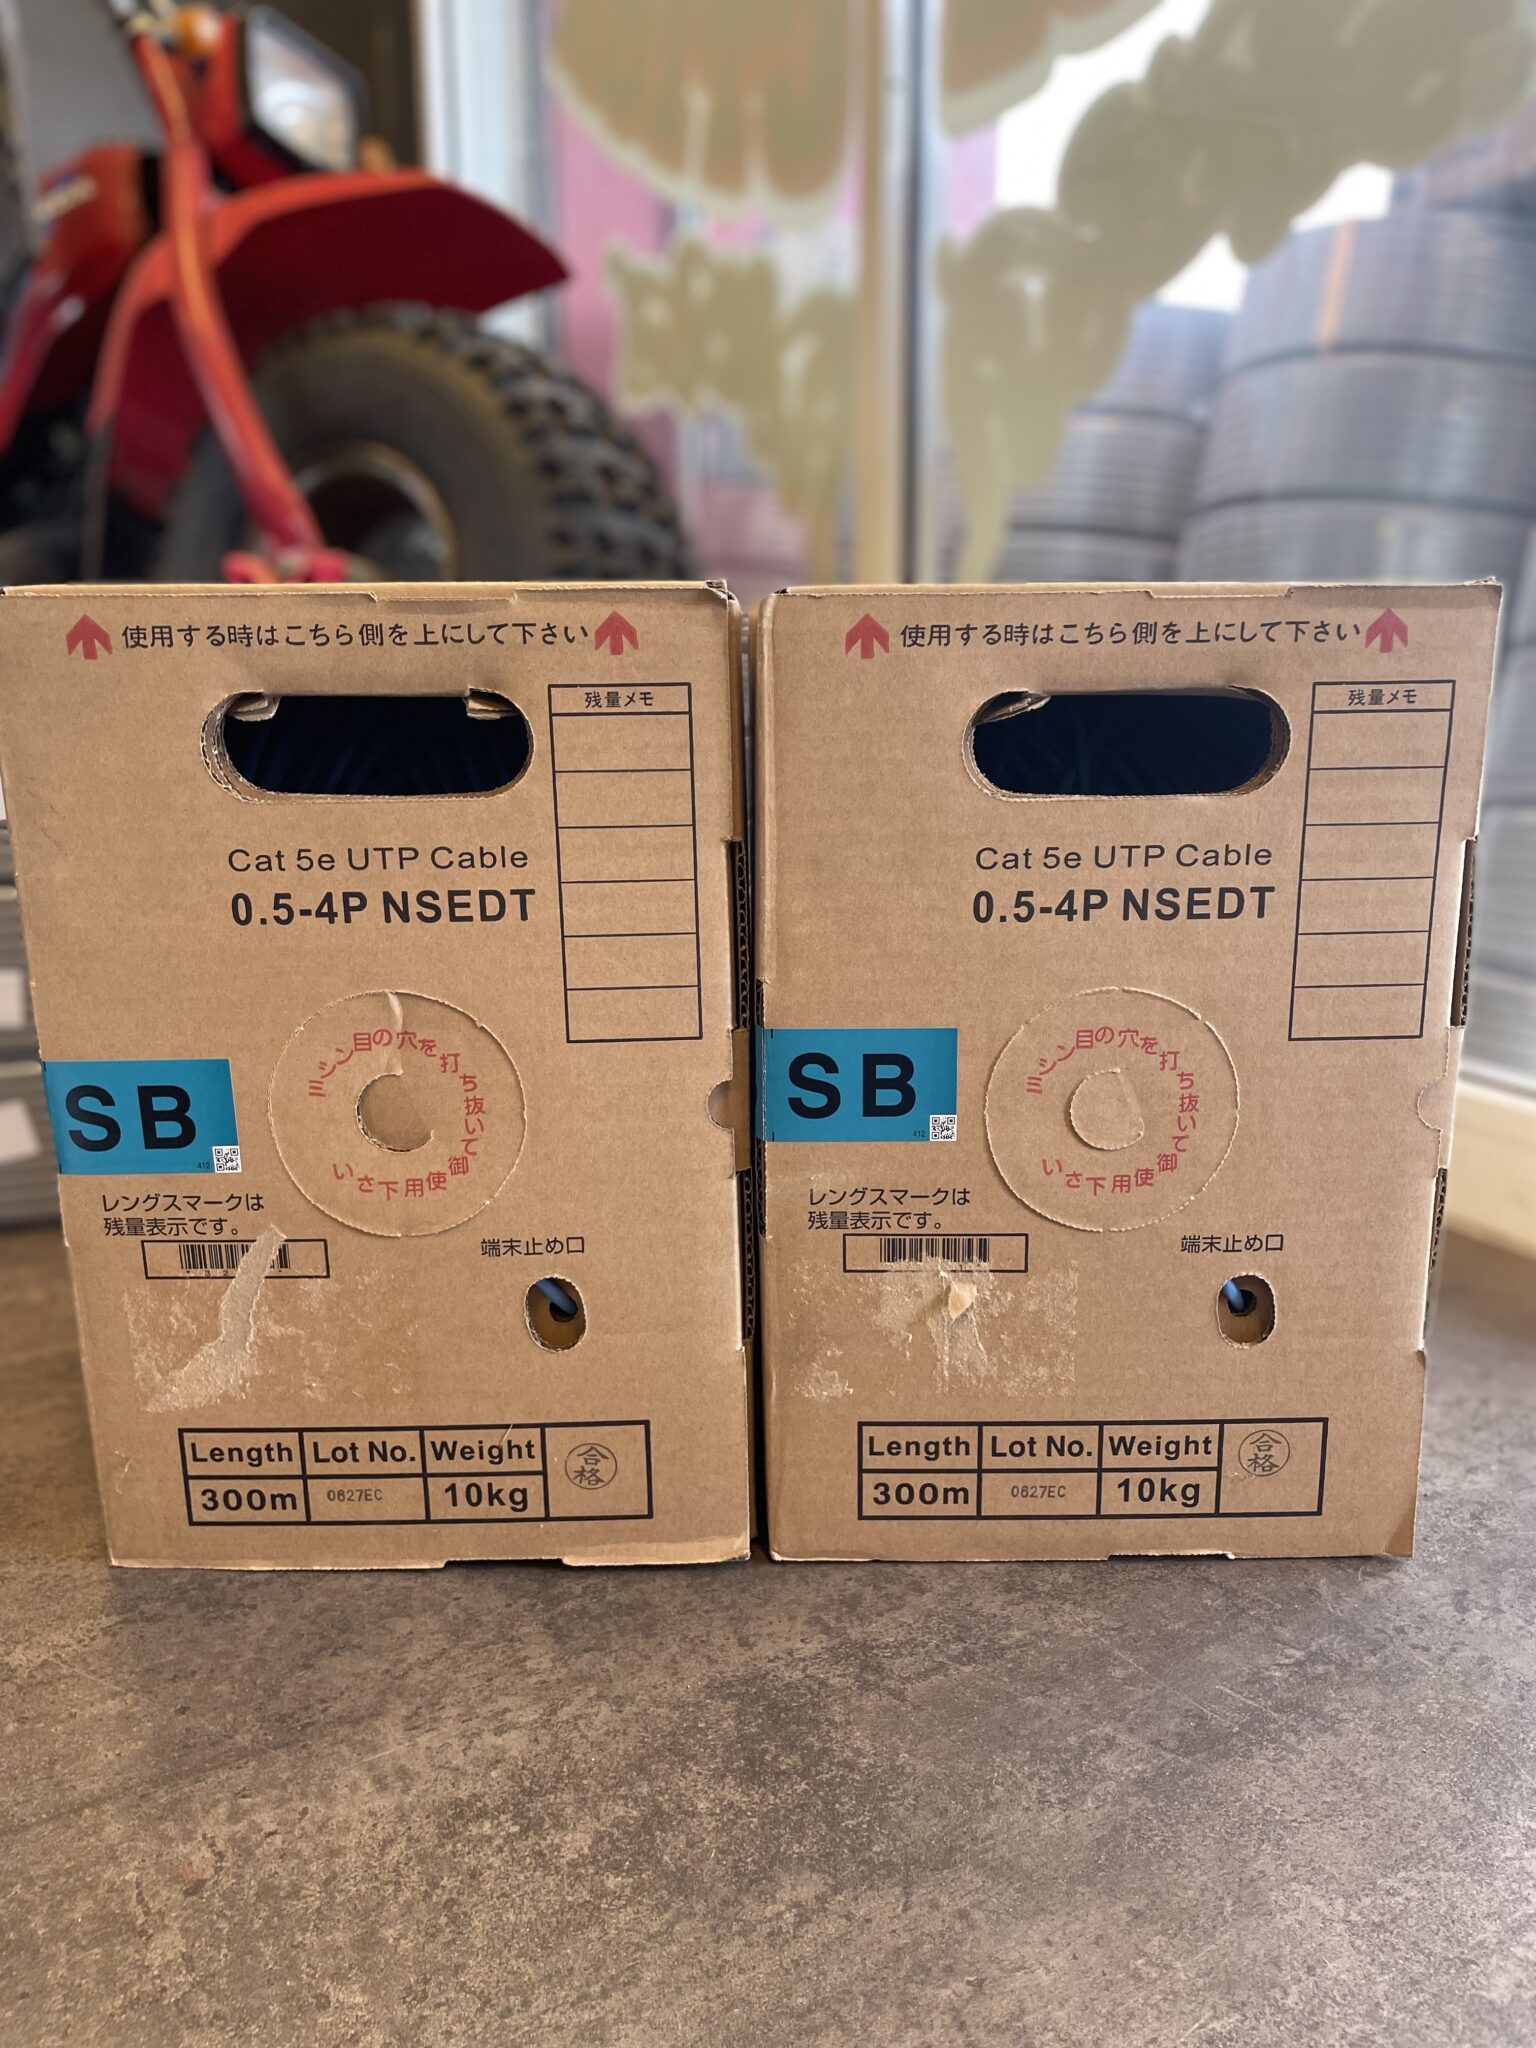 使用する時はこちら側を上にして下さい
残量メモ
Cat 5e UTP Cable
0.5-4P NSEDT
ミシン目の穴を打ち抜いて御使用下さい
SB
412
レングスマークは
残量表示です。
端末止め口
Length Lot No. Weight
300m 0627EC 10kg
合格
使用する時はこちら側を上にして下さい
残量メモ
Cat 5e UTP Cable
0.5-4P NSEDT
ミシン目の穴を打ち抜いて御使用下さい
SB
412
レングスマークは
残量表示です。
端末止め口
Length Lot No. Weight
300m 0627EC 10kg
合格